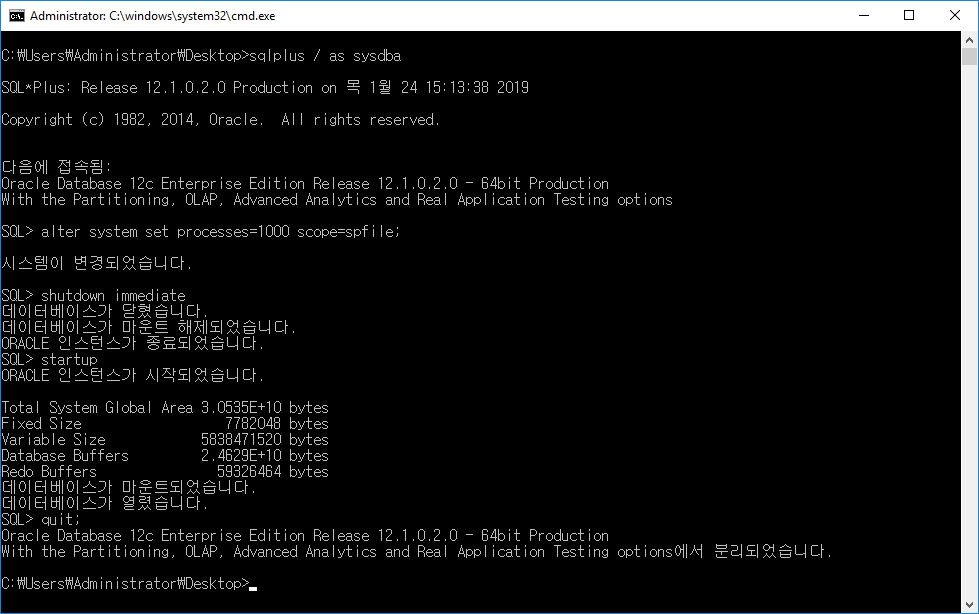 Administrator: C:\windows\system32\cmd.exe
C:₩Users₩Administrator₩Desktop>sqlplus / as sysdba
SQL*Plus: Release 12.1.0.2.0 Production on 목 1월 24 15:13:38 2019
Copyright (c) 1982, 2014, Oracle.  All rights reserved.
다음에 접속됨:
Oracle Database 12c Enterprise Edition Release 12.1.0.2.0 - 64bit Production
With the Partitioning, OLAP, Advanced Analytics and Real Application Testing options
SQL> alter system set processes=1000 scope=spfile;
시스템이 변경되었습니다.
SQL> shutdown immediate
데이터베이스가 닫혔습니다.
데이터베이스가 마운트 해제되었습니다.
ORACLE 인스턴스가 종료되었습니다.
SQL> startup
ORACLE 인스턴스가 시작되었습니다.
Total System Global Area 3.0535E+10 bytes
Fixed Size                  7782048 bytes
Variable Size            5838471520 bytes
Database Buffers         2.4629E+10 bytes
Redo Buffers               59326464 bytes
데이터베이스가 마운트되었습니다.
데이터베이스가 열렸습니다.
SQL> quit;
Oracle Database 12c Enterprise Edition Release 12.1.0.2.0 - 64bit Production
With the Partitioning, OLAP, Advanced Analytics and Real Application Testing options에서 분리되었습니다.
C:₩Users₩Administrator₩Desktop>